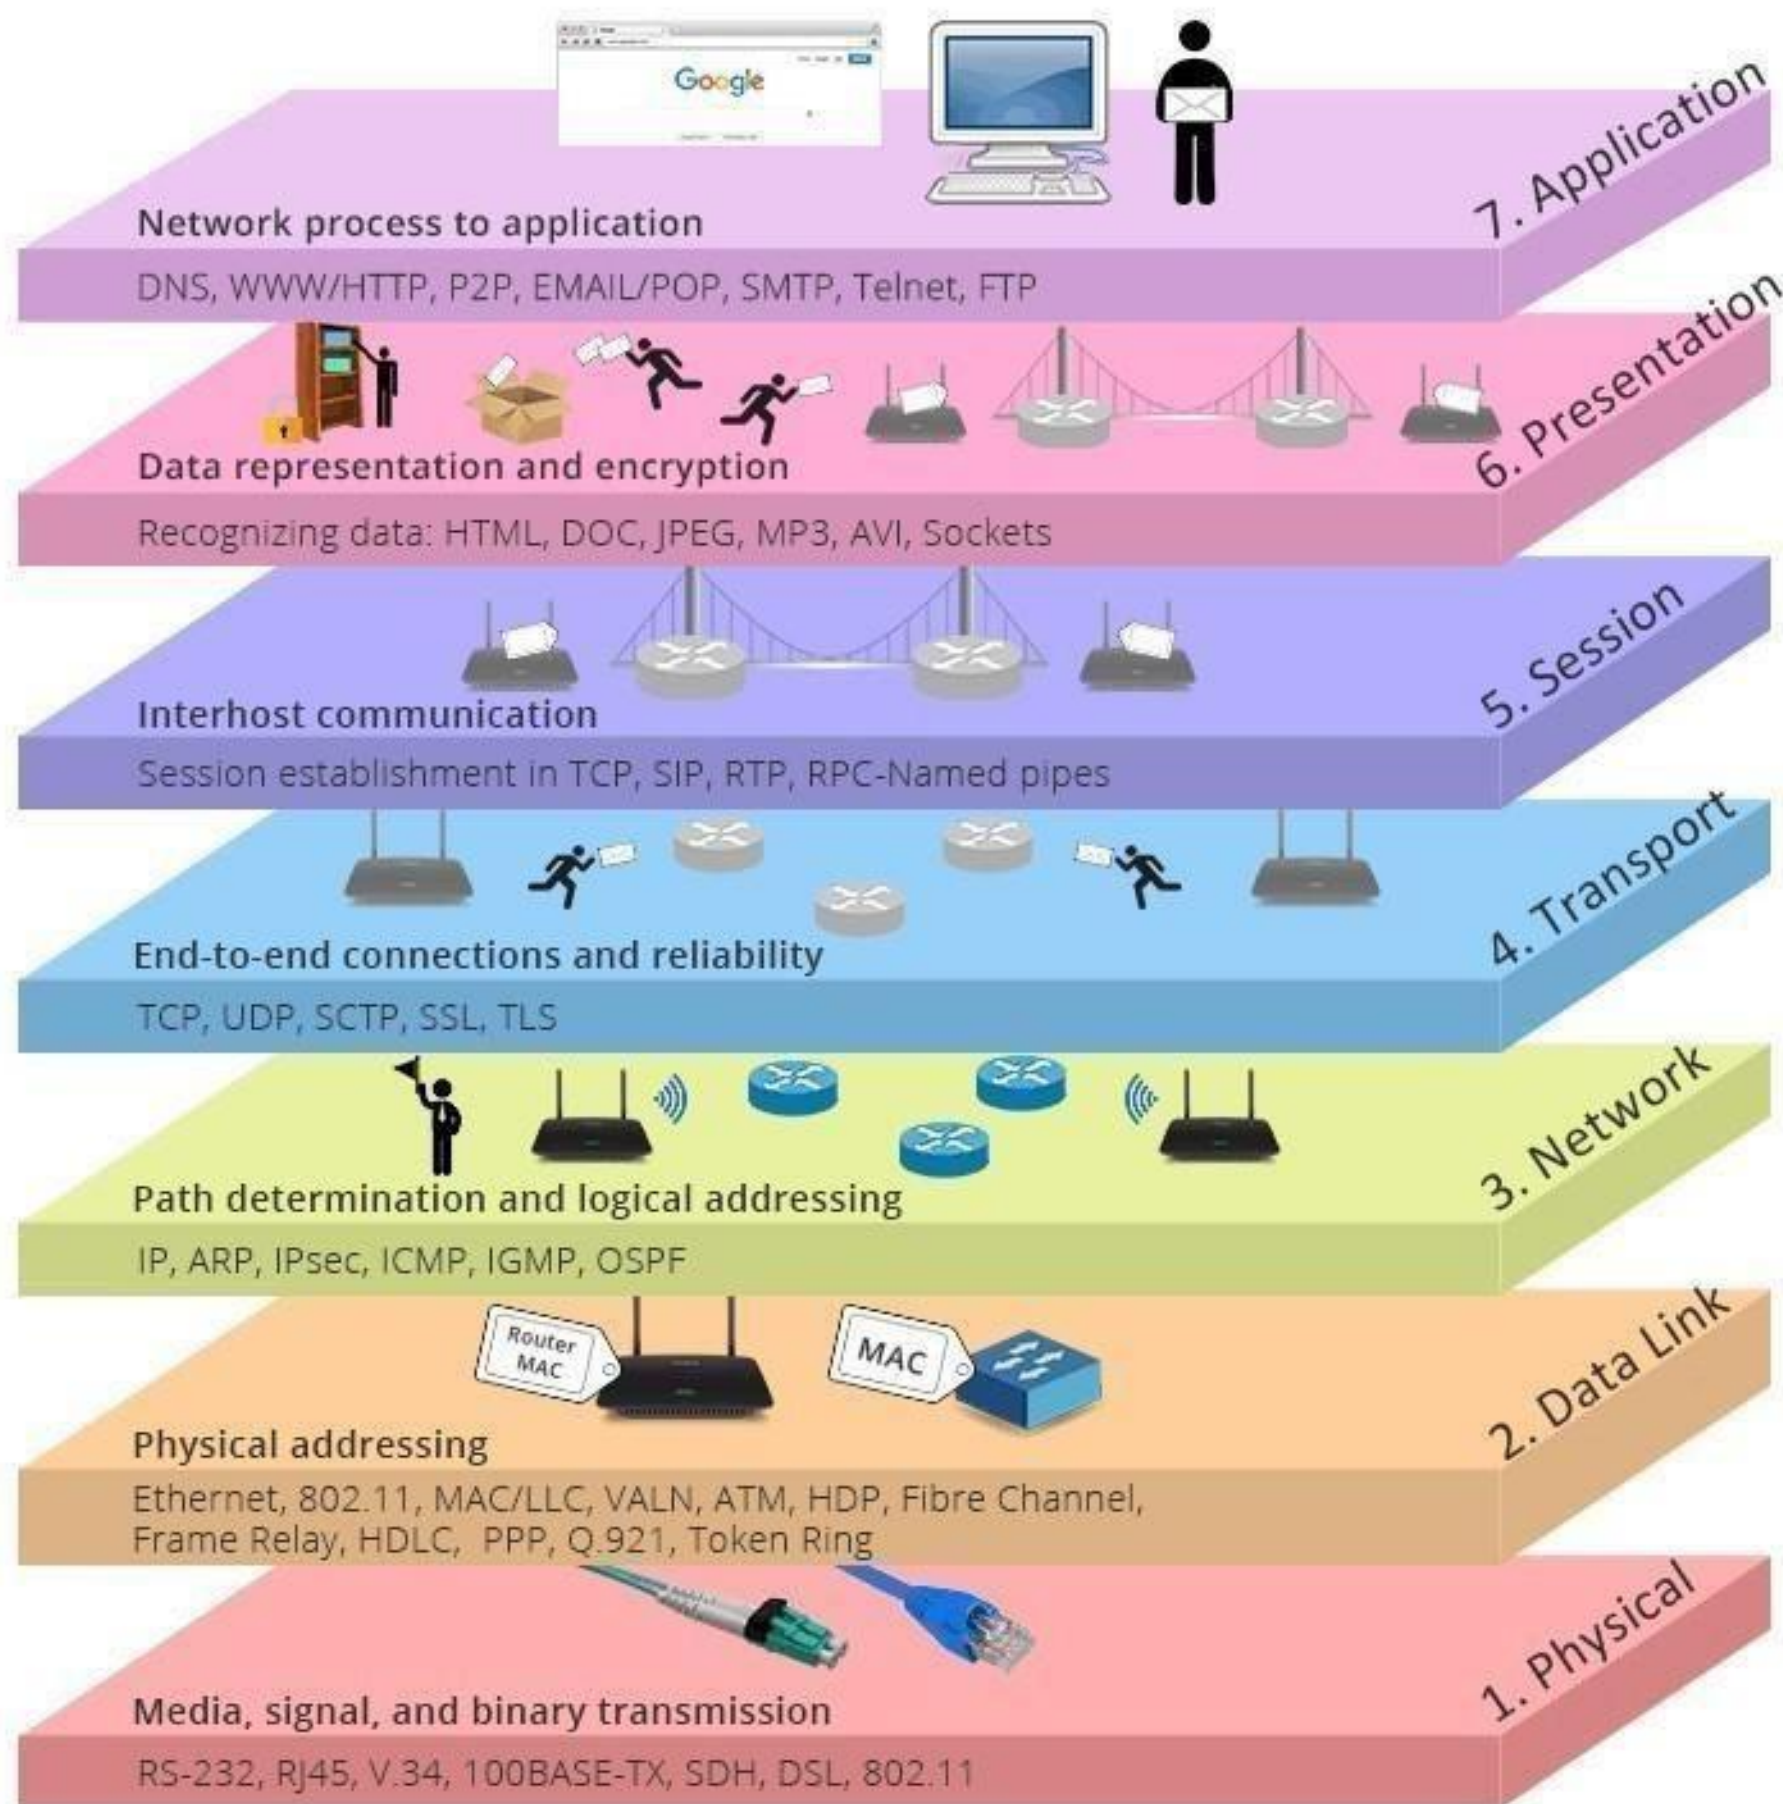 Google
7. Application
Network process to application
DNS, WWW/HTTP, P2P, EMAIL/POP, SMTP, Telnet, FTP
6. Presentation
Data representation and encryption
Recognizing data: HTML, DOC, JPEG, MP3, AVI, Sockets
5. Session
Interhost communication
Session establishment in TCP, SIP, RTP, RPC-Named pipes
4. Transport
End-to-end connections and reliability
TCP, UDP, SCTP, SSL, TLS
3. Network
Path determination and logical addressing
IP, ARP, IPsec, ICMP, IGMP, OSPF
2. Data Link
Router
MAC
MAC
Physical addressing
Ethernet, 802.11, MAC/LLC, VALN, ATM, HDP, Fibre Channel,
Frame Relay, HDLC, PPP, Q.921, Token Ring
1. Physical
Media, signal, and binary transmission
RS-232, RJ45, V.34, 100BASE-TX, SDH, DSL, 802.11